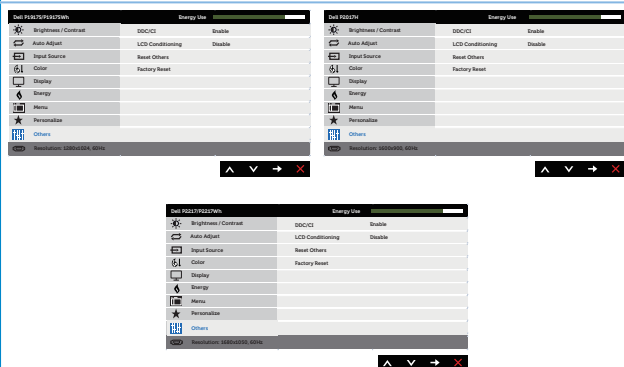 Dell P1917S/P1917SWh Energy Use
Brightness / Contrast DDC/CI Enable
Auto Adjust LCD Conditioning Disable
Input Source Reset Others
Color Factory Reset
Display
Energy
Menu
Personalize
Others
Resolution: 1280x1024, 60Hz
Dell P2017H Energy Use
Brightness / Contrast DDC/CI Enable
Auto Adjust LCD Conditioning Disable
Input Source Reset Others
Color Factory Reset
Display
Energy
Menu
Personalize
Others
Resolution: 1600x900, 60Hz
Dell P2217/P2217Wh Energy Use
Brightness / Contrast DDC/CI Enable
Auto Adjust LCD Conditioning Disable
Input Source Reset Others
Color Factory Reset
Display
Energy
Menu
Personalize
Others
Resolution: 1680x1050, 60Hz